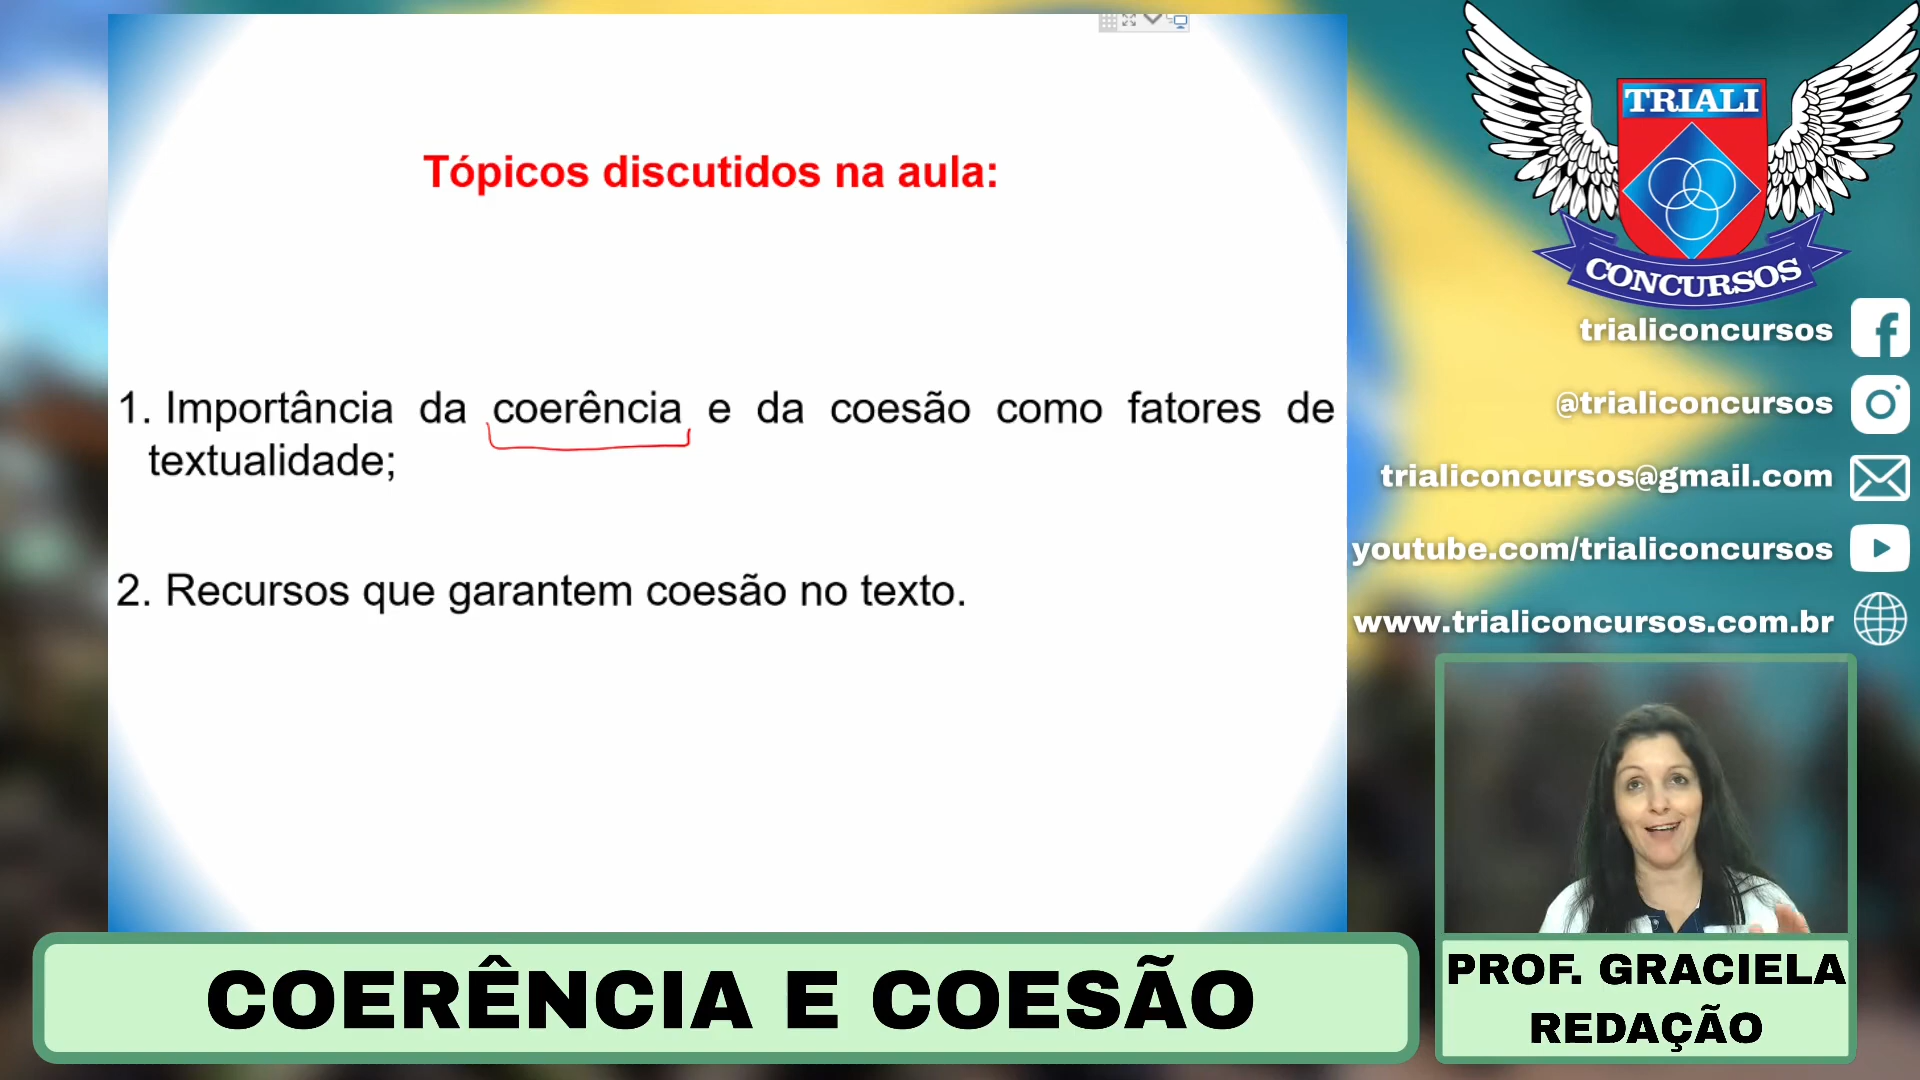 Tópicos discutidos na aula:
1. Importância da coerência e da coesão como fatores de
textualidade;
2. Recursos que garantem coesão no texto.
TRIALI
CONCURSOS
trialiconcursos
@trialiconcursos
trialiconcursos@gmail.com
youtube.com/trialiconcursos
www.trialiconcursos.com.br
COERÊNCIA E COESÃO
PROF. GRACIELA
REDAÇÃO